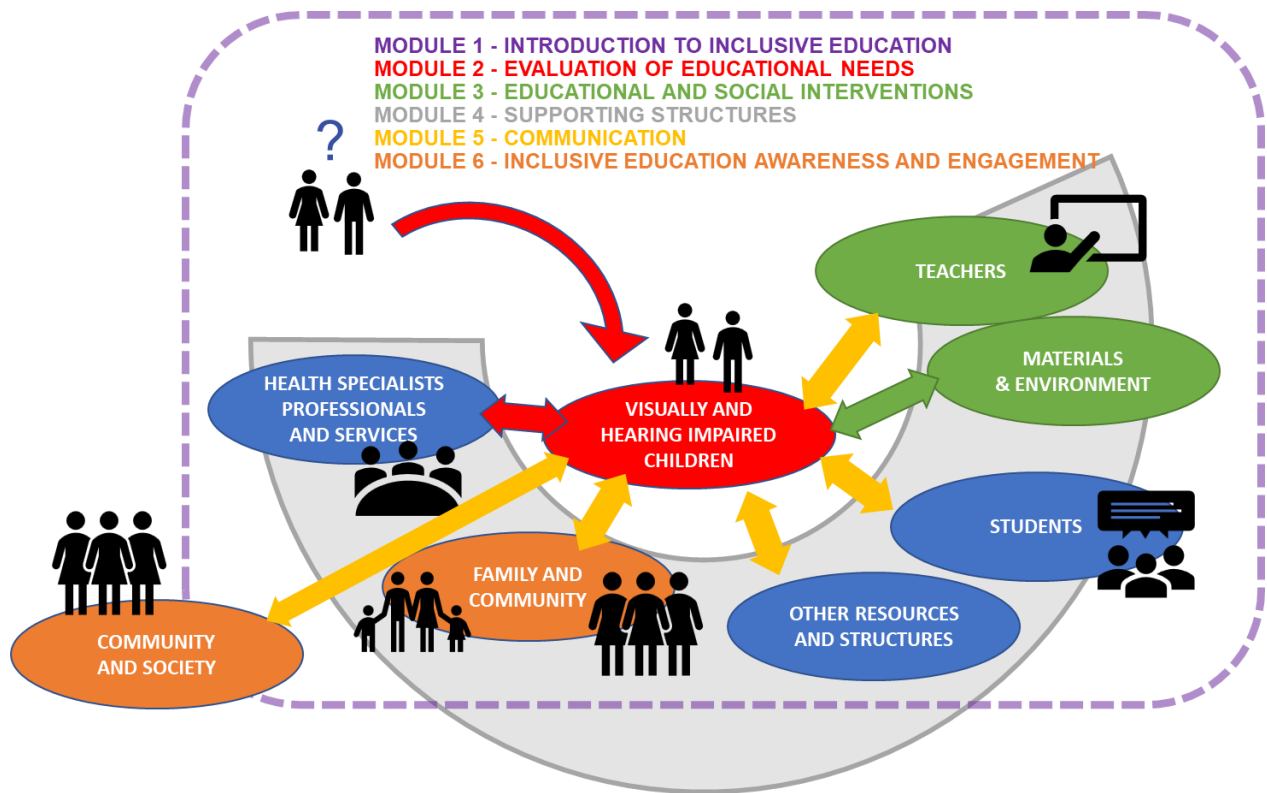 MODULE 1 - INTRODUCTION TO INCLUSIVE EDUCATION
MODULE 2 - EVALUATION OF EDUCATIONAL NEEDS
MODULE 3 - EDUCATIONAL AND SOCIAL INTERVENTIONS
MODULE 4 - SUPPORTING STRUCTURES
MODULE 5 - COMMUNICATION
MODULE 6 - INCLUSIVE EDUCATION AWARENESS AND ENGAGEMENT
?
TEACHERS
MATERIALS
& ENVIRONMENT
HEALTH SPECIALISTS
PROFESSIONALS
AND SERVICES
VISUALLY AND
HEARING IMPAIRED
CHILDREN
STUDENTS
FAMILY AND
COMMUNITY
OTHER RESOURCES
AND STRUCTURES
COMMUNITY
AND SOCIETY